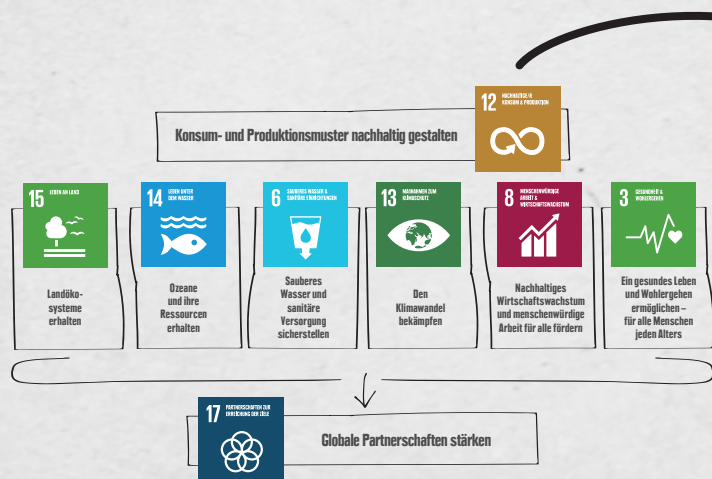 12 NACHHALTIGE/R
KONSUM & PRODUKTION
Konsum- und Produktionsmuster nachhaltig gestalten
15 LEBEN AN LAND
Landöko-
systeme
erhalten
14 LEBEN UNTER
DEM WASSER
Ozeane
und ihre
Ressourcen
erhalten
6 SAUBERES WASSER &
SANITÄRE EINRICHTUNGEN
Sauberes
Wasser und
sanitäre
Versorgung
sicherstellen
13 MAßNAHMEN ZUM
KLIMASCHUTZ
Den
Klimawandel
bekämpfen
8 MENSCHENWÜRDIGE
ARBEIT &
WIRTSCHAFTSWACHSTUM
Nachhaltiges
Wirtschaftswachstum
und menschenwürdige
Arbeit für alle fördern
3 GESUNDHEIT &
WOHLERGEHEN
Ein gesundes Leben
und Wohlergehen
ermöglichen –
für alle Menschen
jeden Alters
17 PARTNERSCHAFTEN ZUR
ERREICHUNG DER ZIELE
Globale Partnerschaften stärken